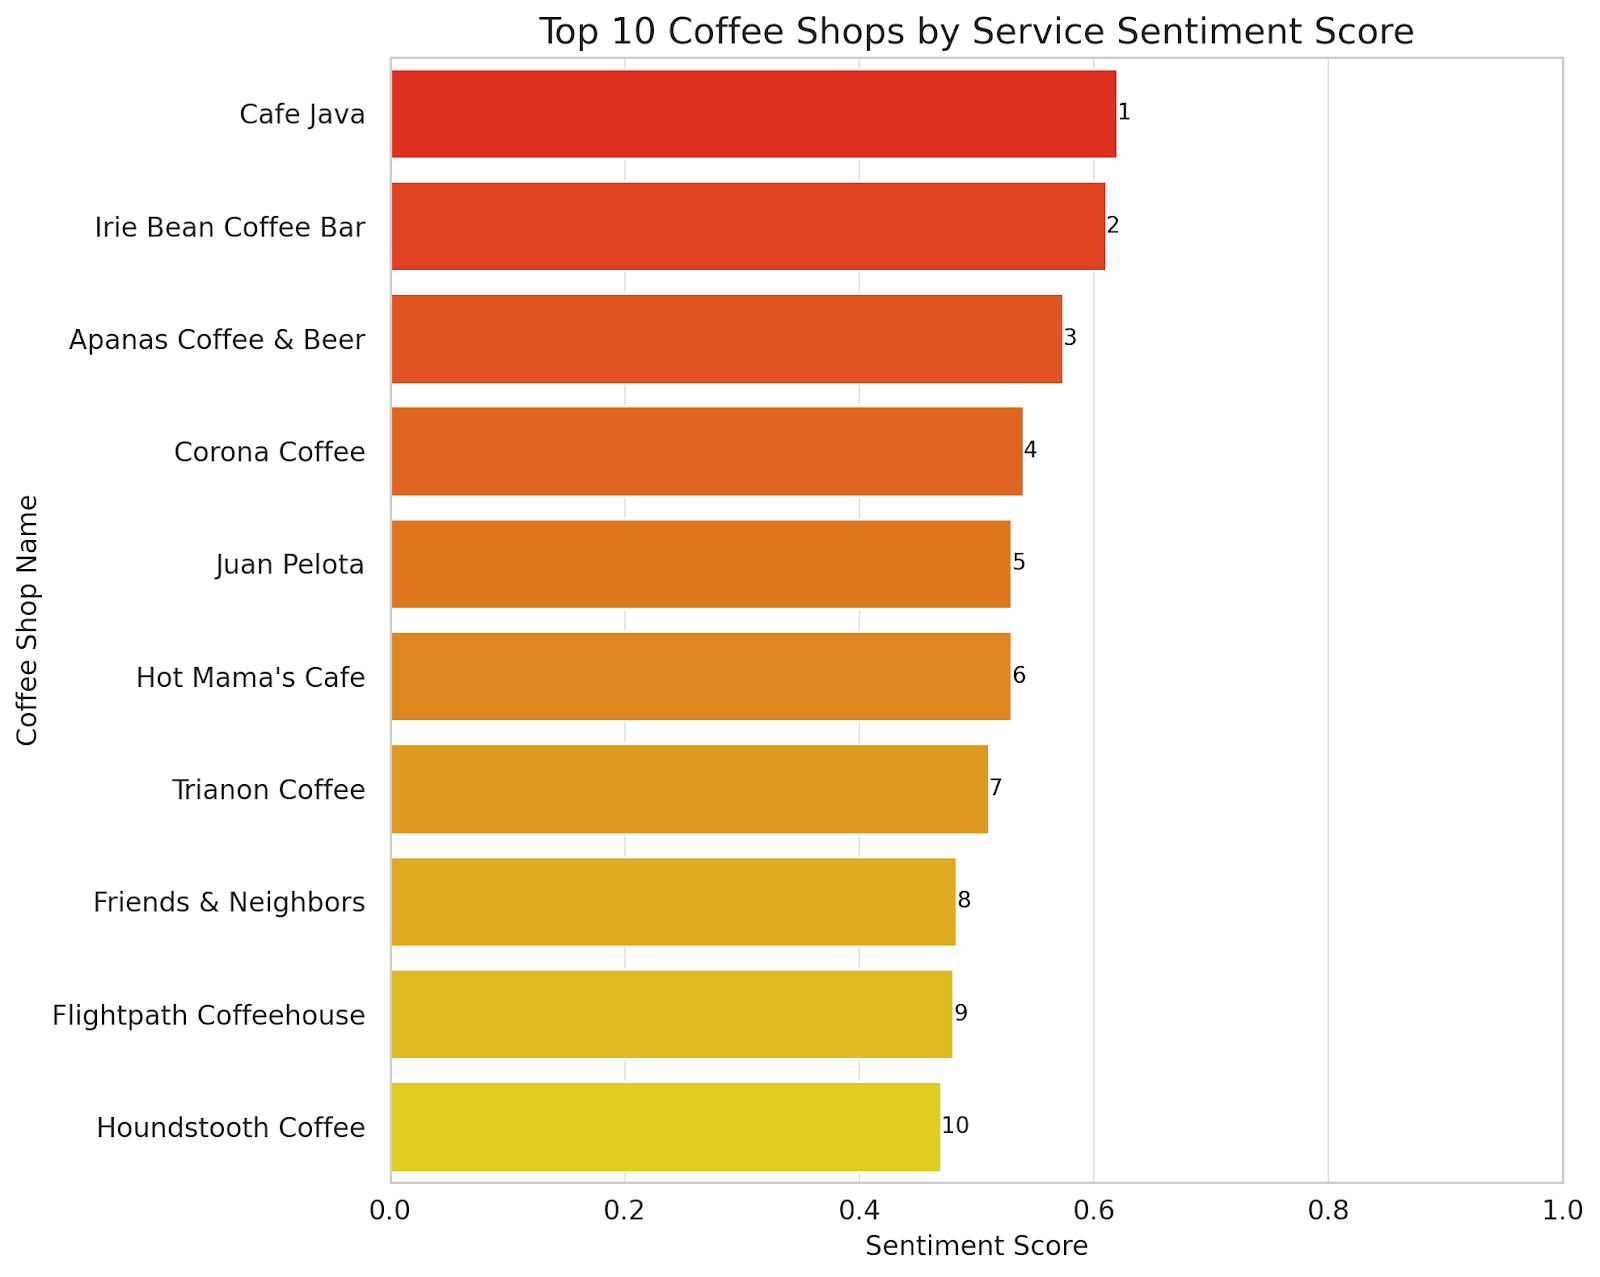 Top 10 Coffee Shops by Service Sentiment Score
Coffee Shop Name
Cafe Java 1
Irie Bean Coffee Bar 2
Apanas Coffee & Beer 3
Corona Coffee 4
Juan Pelota 5
Hot Mama's Cafe 6
Trianon Coffee 7
Friends & Neighbors 8
Flightpath Coffeehouse 9
Houndstooth Coffee 10
0.0 0.2 0.4 0.6 0.8 1.0
Sentiment Score